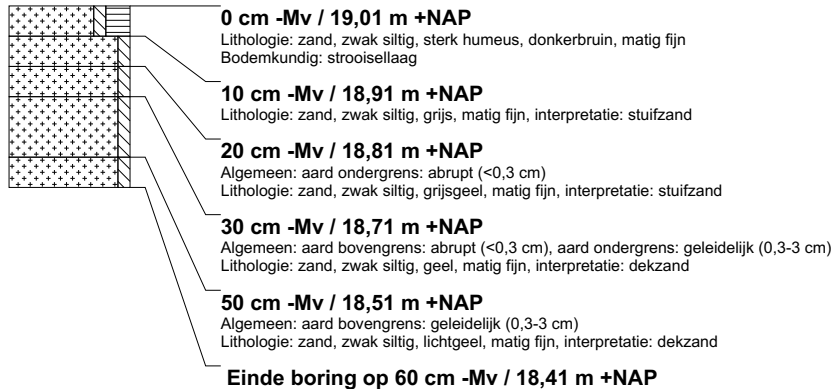 0 cm -Mv / 19,01 m +NAP
Lithologie: zand, zwak siltig, sterk humeus, donkerbruin, matig fijn
Bodemkundig: strooisellaag
10 cm -Mv / 18,91 m +NAP
Lithologie: zand, zwak siltig, grijs, matig fijn, interpretatie: stuifzand
20 cm -Mv / 18,81 m +NAP
Algemeen: aard ondergrens: abrupt (<0,3 cm)
Lithologie: zand, zwak siltig, grijsgeel, matig fijn, interpretatie: stuifzand
30 cm -Mv / 18,71 m +NAP
Algemeen: aard bovengrens: abrupt (<0,3 cm), aard ondergrens: geleidelijk (0,3-3 cm)
Lithologie: zand, zwak siltig, geel, matig fijn, interpretatie: dekzand
50 cm -Mv / 18,51 m +NAP
Algemeen: aard bovengrens: geleidelijk (0,3-3 cm)
Lithologie: zand, zwak siltig, lichtgeel, matig fijn, interpretatie: dekzand
Einde boring op 60 cm -Mv / 18,41 m +NAP